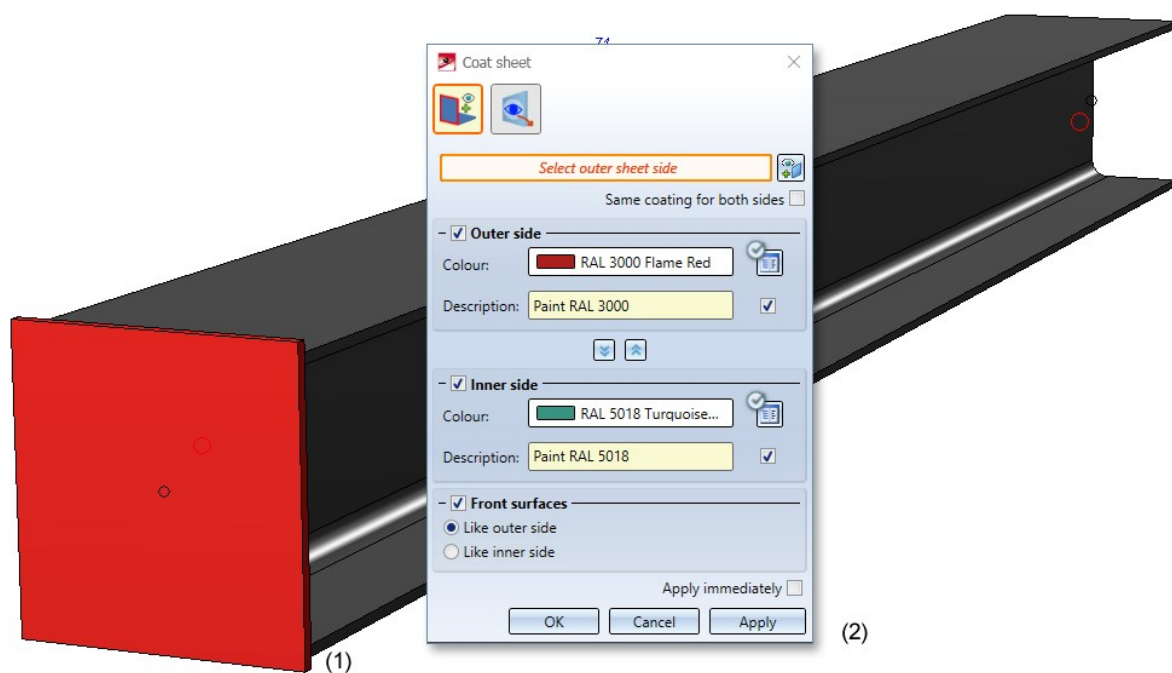 74
Coat sheet
Select outer sheet side
Same coating for both sides
Outer side
Colour: RAL 3000 Flame Red
Description: Paint RAL 3000
Inner side
Colour: RAL 5018 Turquoise...
Description: Paint RAL 5018
Front surfaces
Like outer side
Like inner side
Apply immediately
OK Cancel Apply
(1) (2)